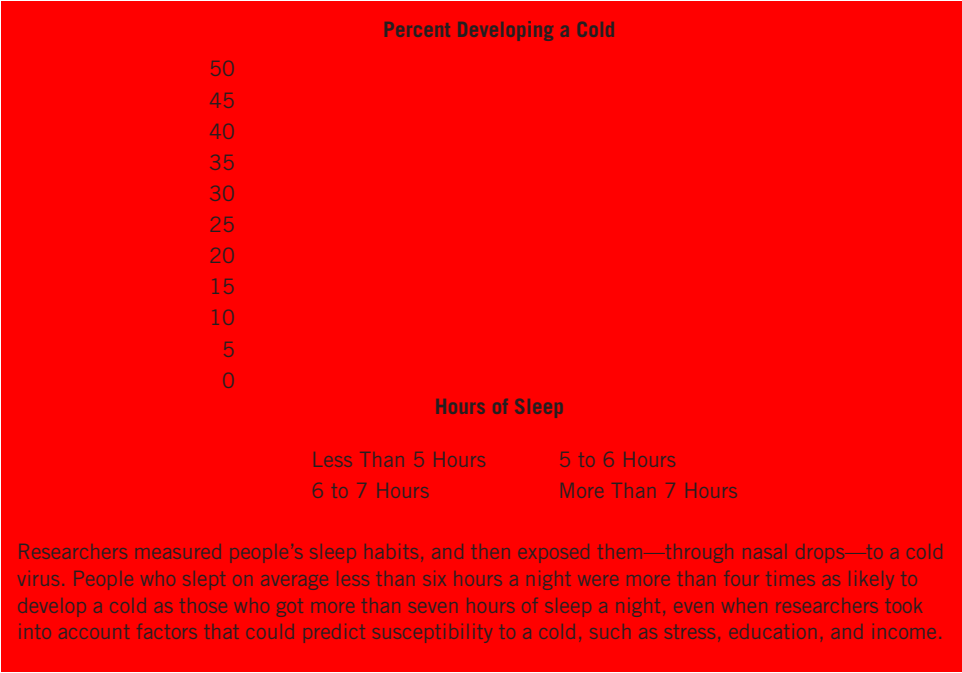 Percent Developing a Cold
50
45
40
35
30
25
20
15
10
5
0
Hours of Sleep
Less Than 5 Hours 5 to 6 Hours
6 to 7 Hours More Than 7 Hours
Researchers measured people’s sleep habits, and then exposed them—through nasal drops—to a cold
virus. People who slept on average less than six hours a night were more than four times as likely to
develop a cold as those who got more than seven hours of sleep a night, even when researchers took
into account factors that could predict susceptibility to a cold, such as stress, education, and income.